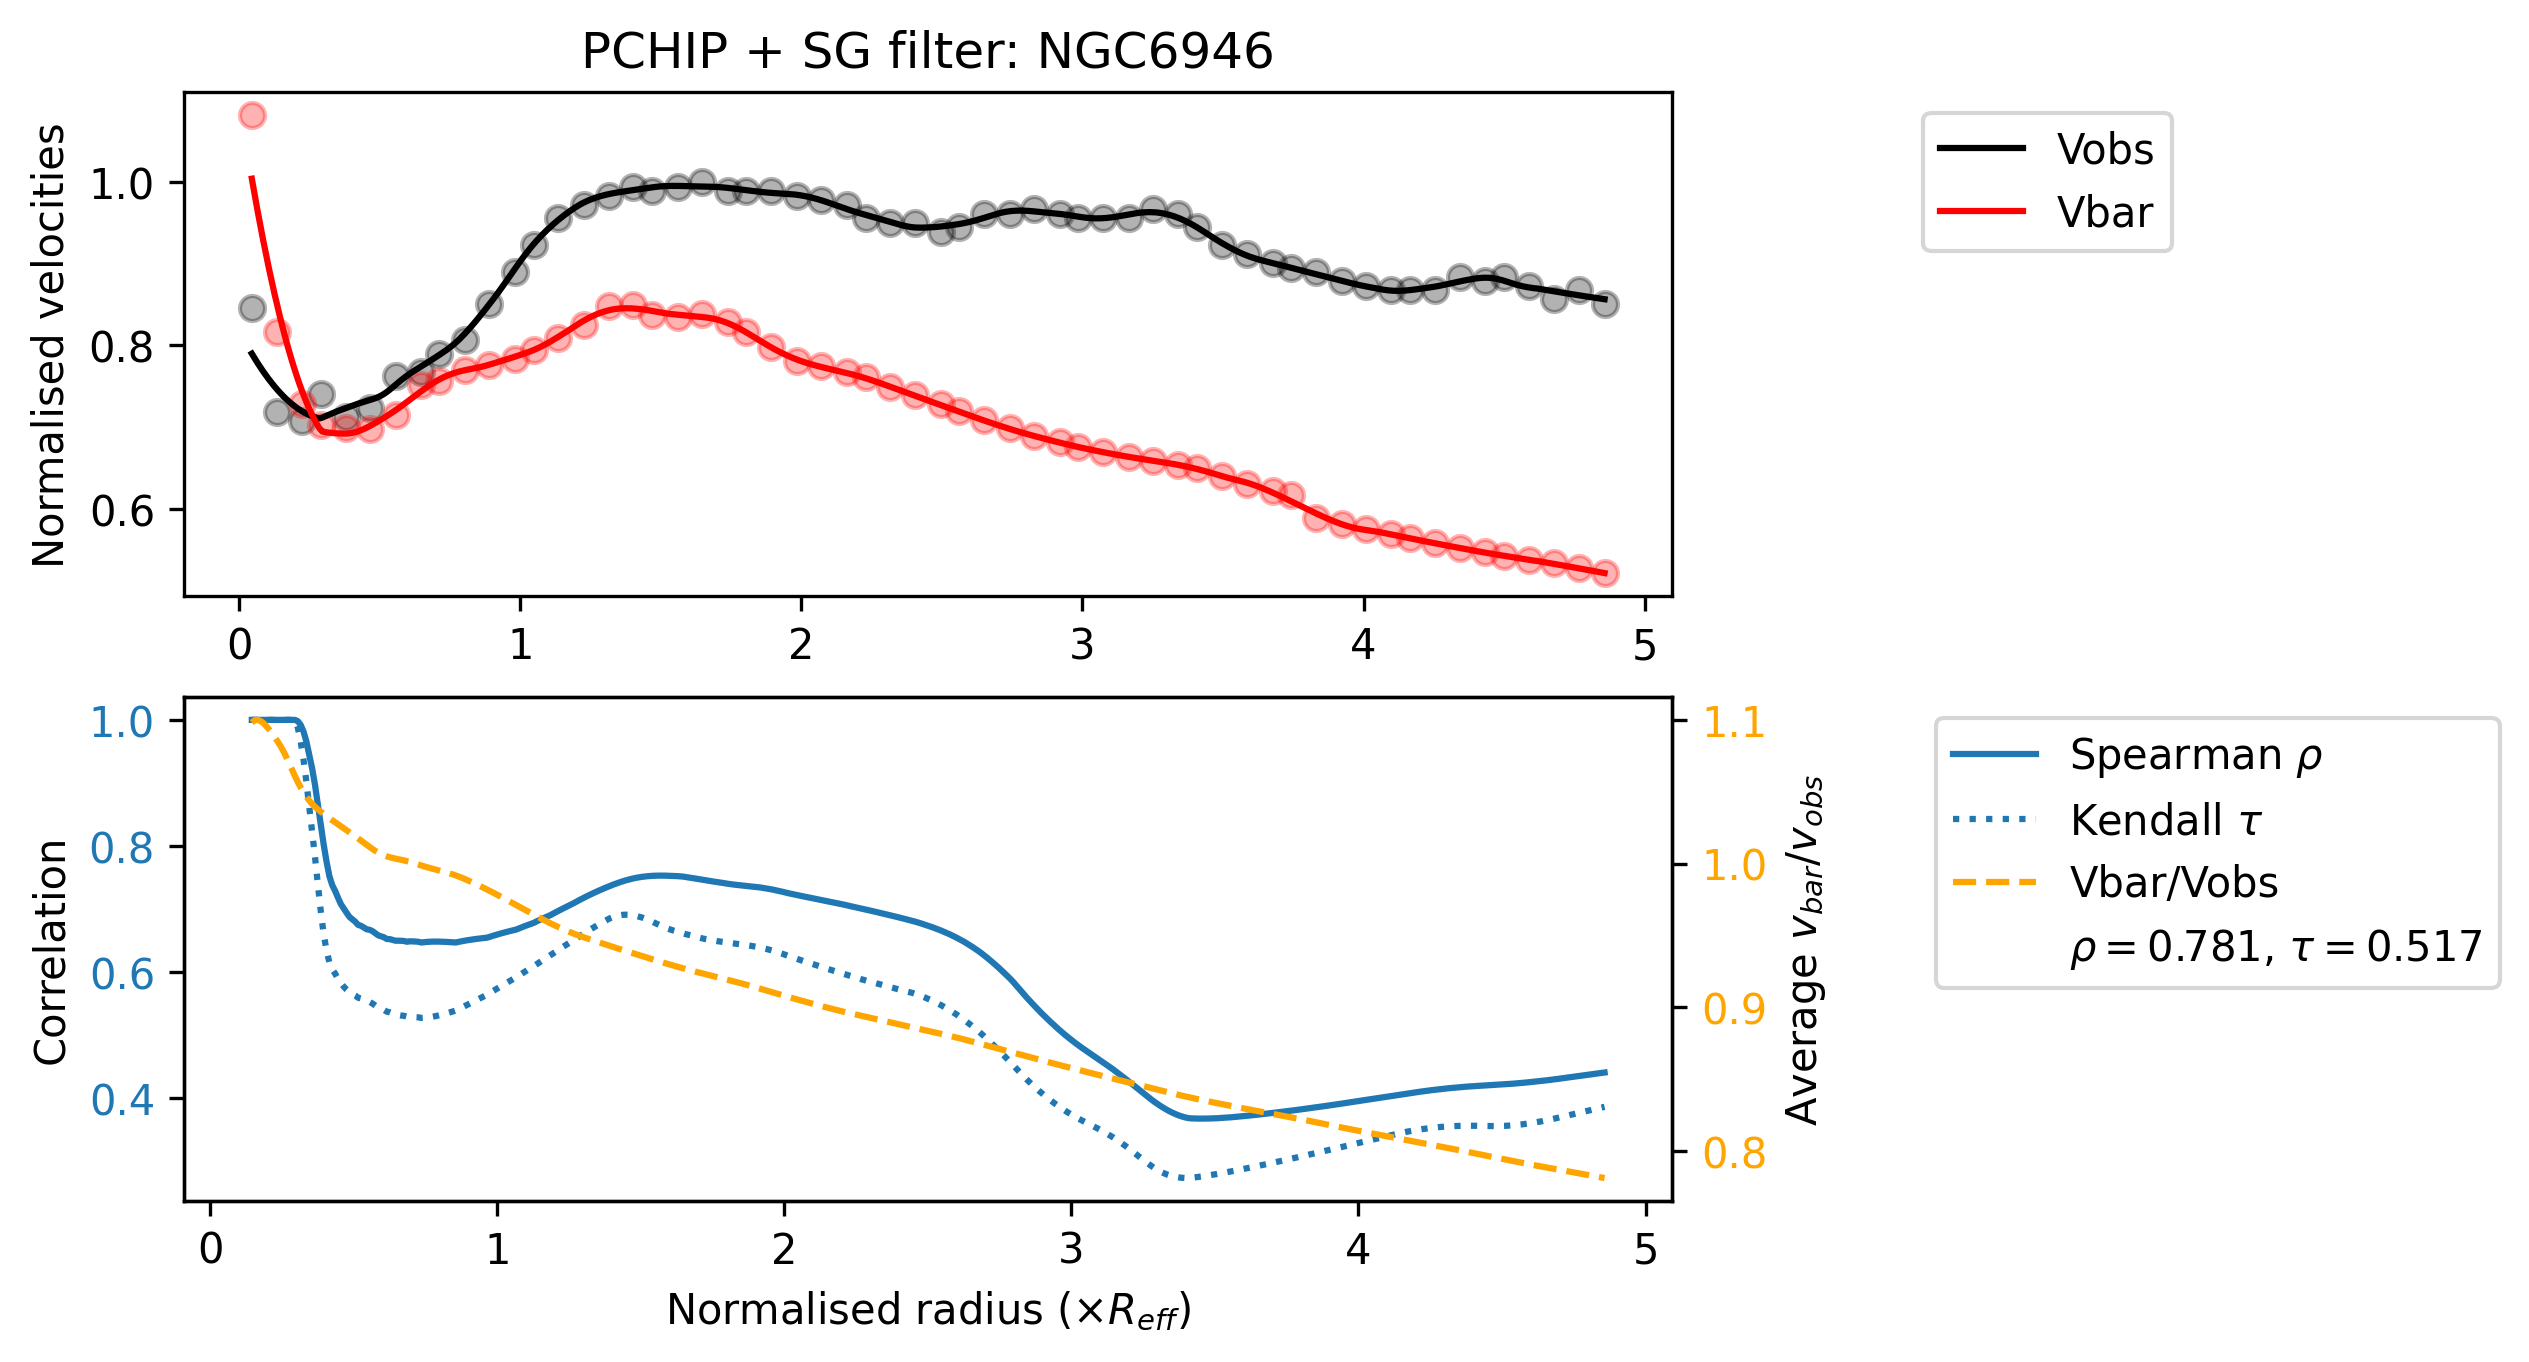 PCHIP + SG filter: NGC6946
Normalised velocities
1.0
0.8
0.6
0 1 2 3 4 5
Vobs
Vbar
Correlation
1.0
0.8
0.6
0.4
0 1 2 3 4 5
Normalised radius (×R_eff)
1.1
1.0
0.9
0.8
Average v_bar/v_obs
Spearman ρ
Kendall τ
Vbar/Vobs
ρ = 0.781, τ = 0.517